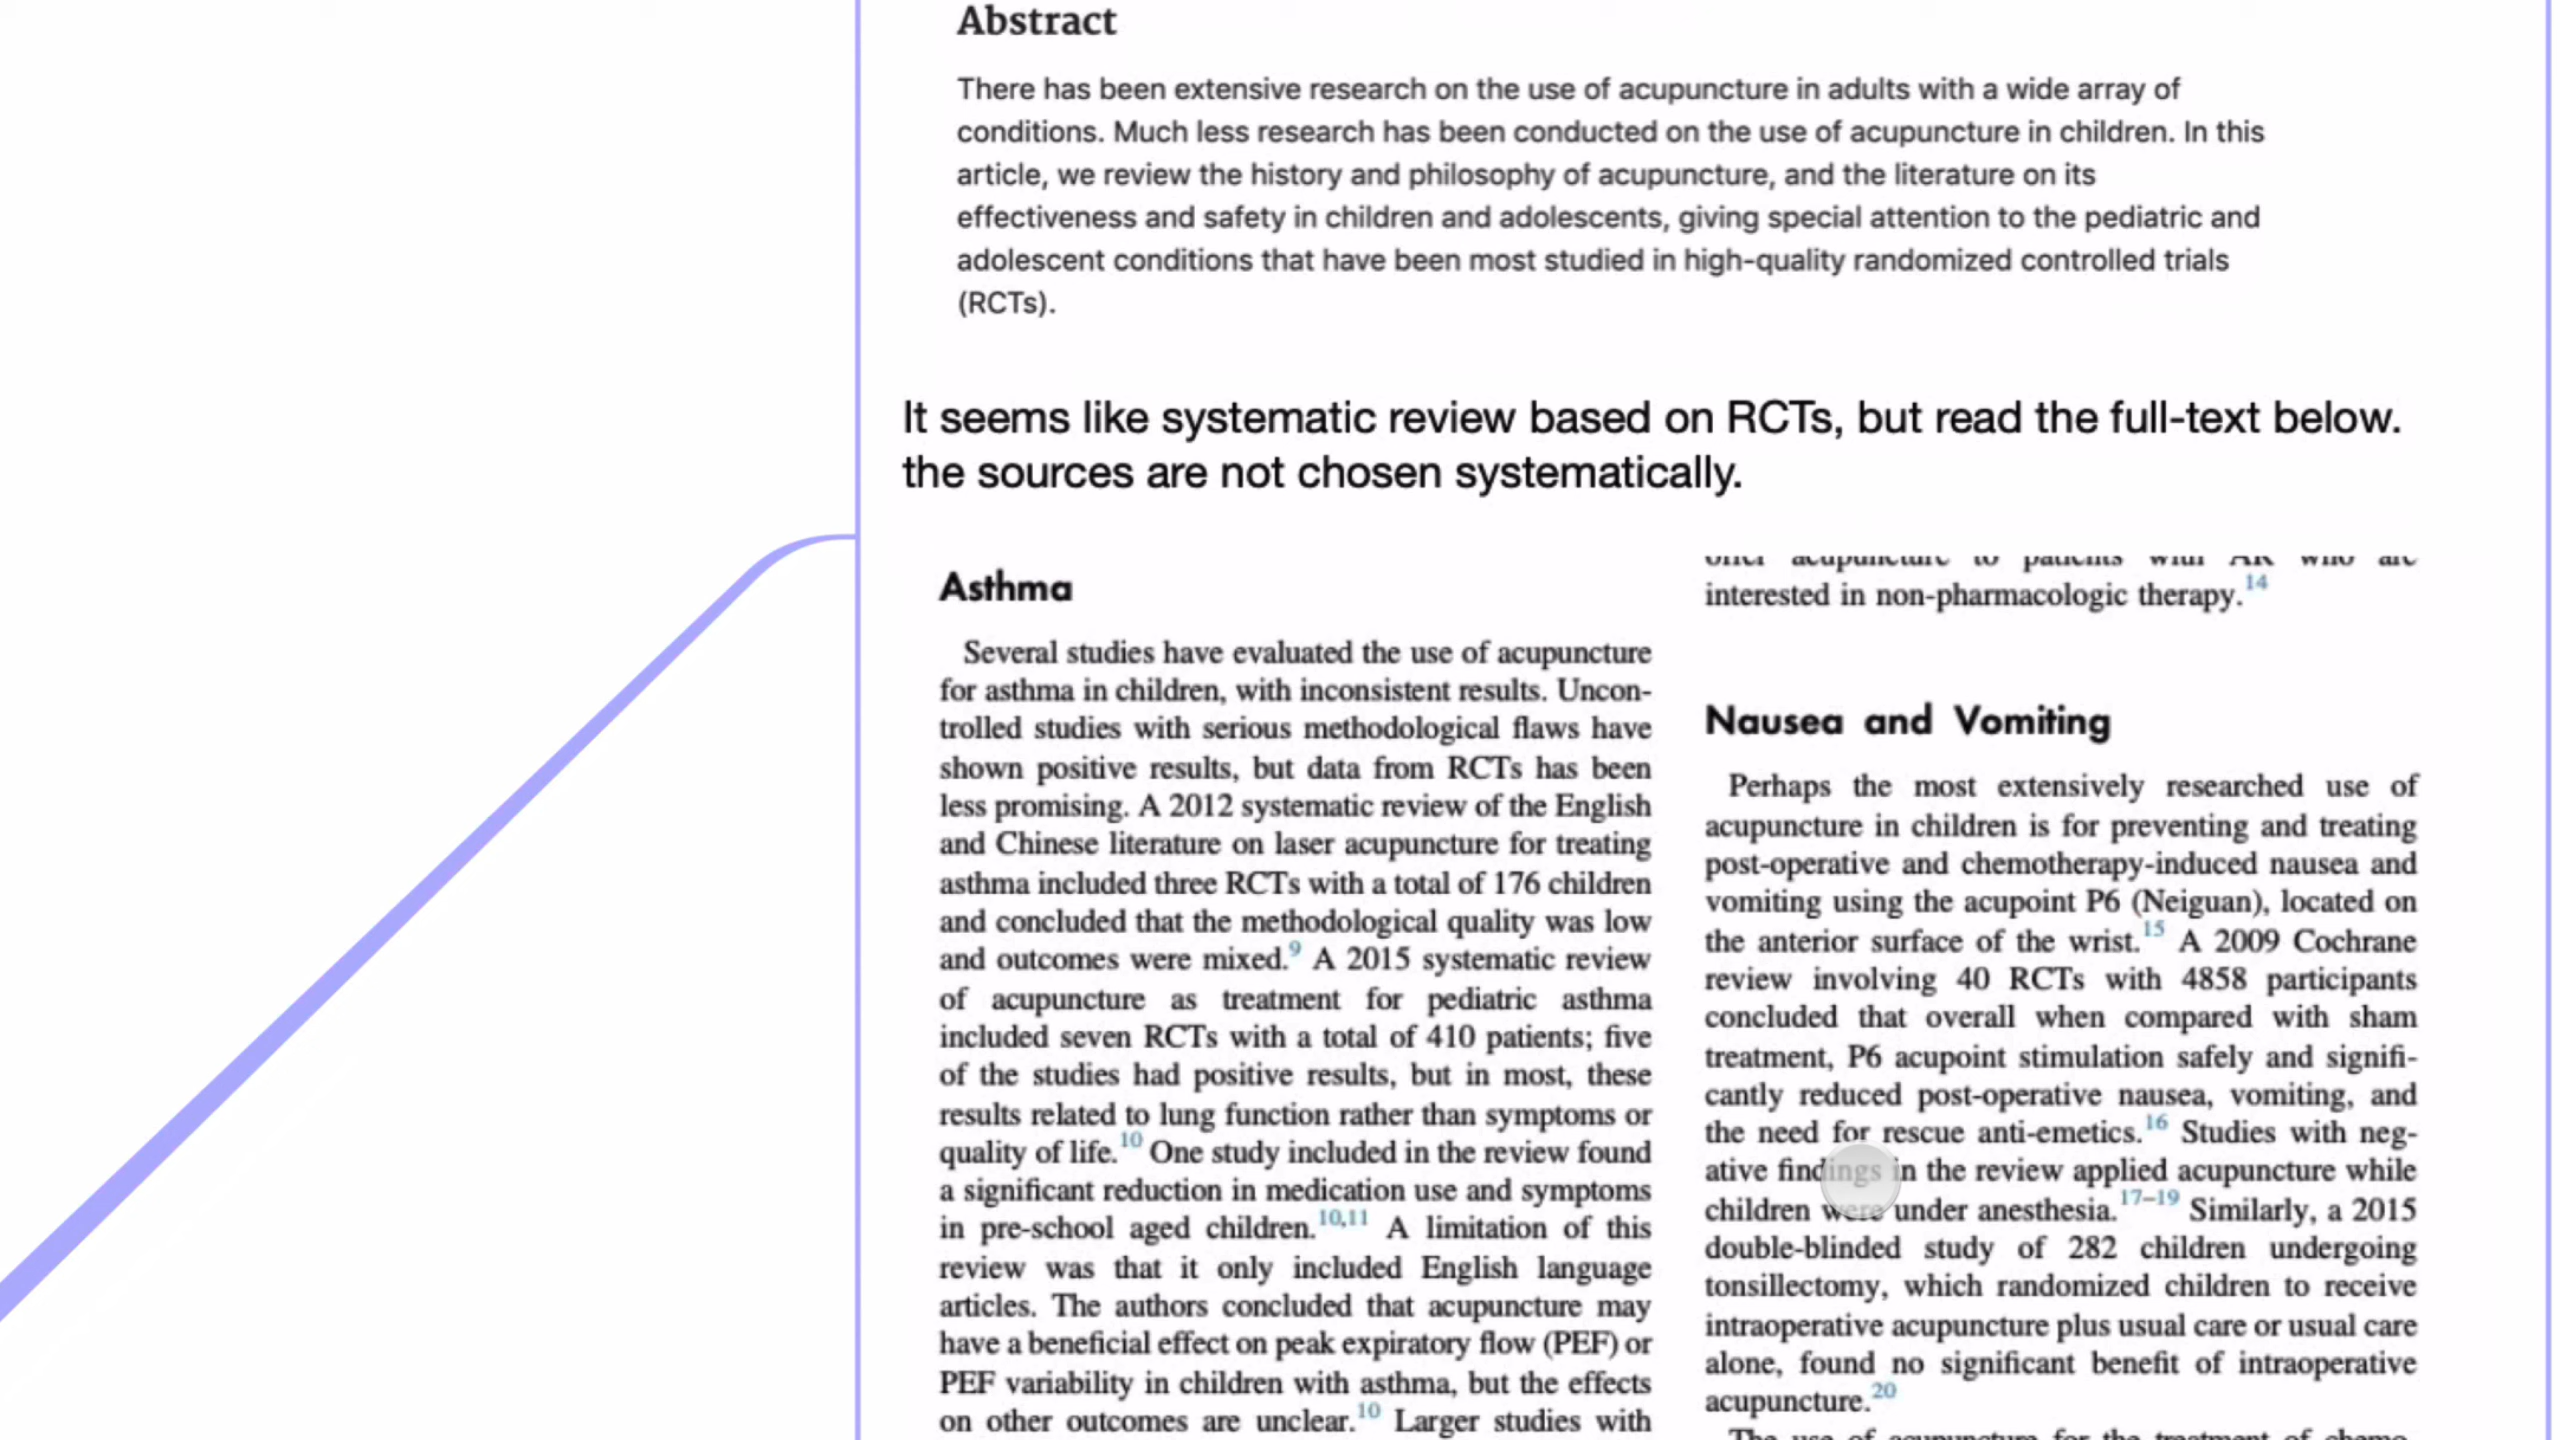 Abstract
There has been extensive research on the use of acupuncture in adults with a wide array of
conditions. Much less research has been conducted on the use of acupuncture in children. In this
article, we review the history and philosophy of acupuncture, and the literature on its
effectiveness and safety in children and adolescents, giving special attention to the pediatric and
adolescent conditions that have been most studied in high-quality randomized controlled trials
(RCTs).
It seems like systematic review based on RCTs, but read the full-text below.
the sources are not chosen systematically.
Asthma
Several studies have evaluated the use of acupuncture
for asthma in children, with inconsistent results. Uncon-
trolled studies with serious methodological flaws have
shown positive results, but data from RCTs has been
less promising. A 2012 systematic review of the English
and Chinese literature on laser acupuncture for treating
asthma included three RCTs with a total of 176 children
and concluded that the methodological quality was low
and outcomes were mixed.9 A 2015 systematic review
of acupuncture as treatment for pediatric asthma
included seven RCTs with a total of 410 patients; five
of the studies had positive results, but in most, these
results related to lung function rather than symptoms or
quality of life.10 One study included in the review found
a significant reduction in medication use and symptoms
in pre-school aged children.10,11 A limitation of this
review was that it only included English language
articles. The authors concluded that acupuncture may
have a beneficial effect on peak expiratory flow (PEF) or
PEF variability in children with asthma, but the effects
on other outcomes are unclear.10 Larger studies with
offer acupuncture to patients with AR who are
interested in non-pharmacologic therapy.14
Nausea and Vomiting
Perhaps the most extensively researched use of
acupuncture in children is for preventing and treating
post-operative and chemotherapy-induced nausea and
vomiting using the acupoint P6 (Neiguan), located on
the anterior surface of the wrist.15 A 2009 Cochrane
review involving 40 RCTs with 4858 participants
concluded that overall when compared with sham
treatment, P6 acupoint stimulation safely and signifi-
cantly reduced post-operative nausea, vomiting, and
the need for rescue anti-emetics.16 Studies with neg-
ative findings in the review applied acupuncture while
children were under anesthesia.17–19 Similarly, a 2015
double-blinded study of 282 children undergoing
tonsillectomy, which randomized children to receive
intraoperative acupuncture plus usual care or usual care
alone, found no significant benefit of intraoperative
acupuncture.20
The use of acupuncture for the treatment of chemo-